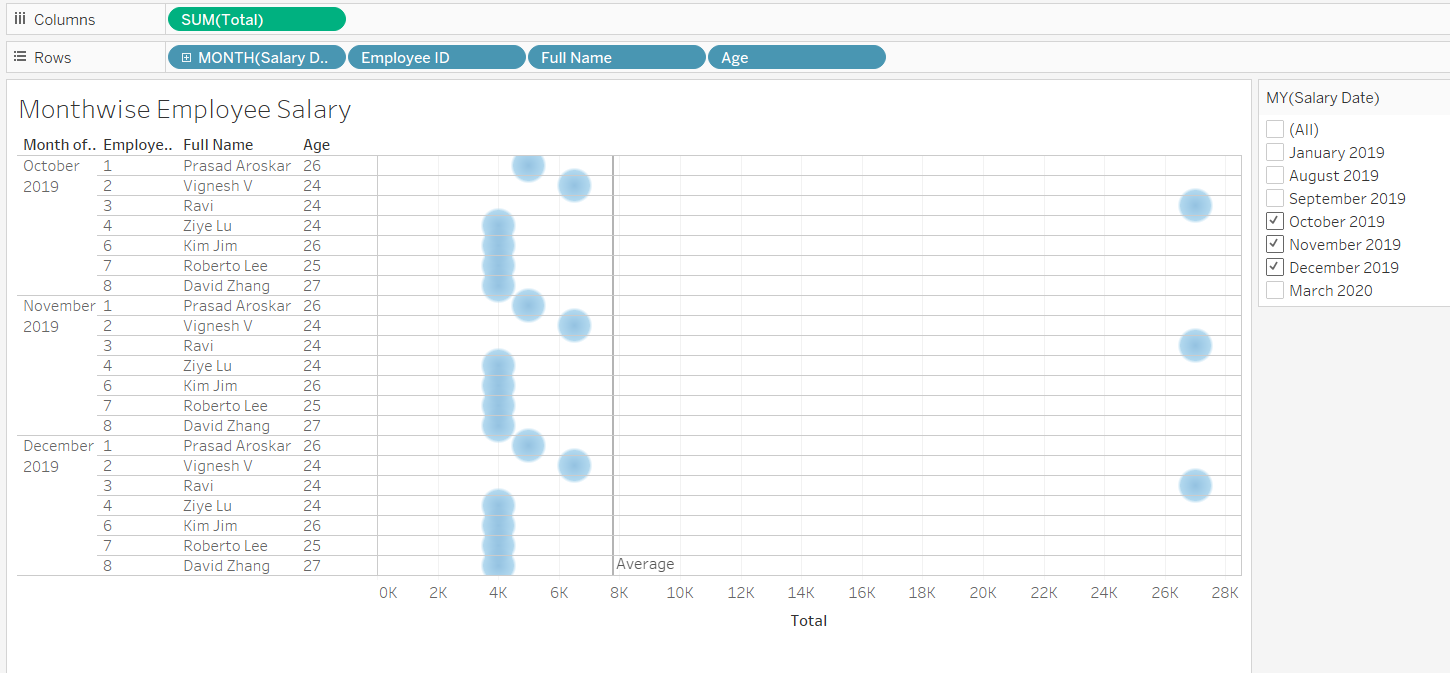 Columns SUM(Total)
Rows MONTH(Salary D.. Employee ID Full Name Age
Monthwise Employee Salary
Month of.. Employe.. Full Name Age
October 2019
1 Prasad Aroskar 26
2 Vignesh V 24
3 Ravi 24
4 Ziye Lu 24
6 Kim Jim 26
7 Roberto Lee 25
8 David Zhang 27
November 2019
1 Prasad Aroskar 26
2 Vignesh V 24
3 Ravi 24
4 Ziye Lu 24
6 Kim Jim 26
7 Roberto Lee 25
8 David Zhang 27
December 2019
1 Prasad Aroskar 26
2 Vignesh V 24
3 Ravi 24
4 Ziye Lu 24
6 Kim Jim 26
7 Roberto Lee 25
8 David Zhang 27
Average
0K 2K 4K 6K 8K 10K 12K 14K 16K 18K 20K 22K 24K 26K 28K
Total
MY(Salary Date)
(All)
January 2019
August 2019
September 2019
October 2019
November 2019
December 2019
March 2020